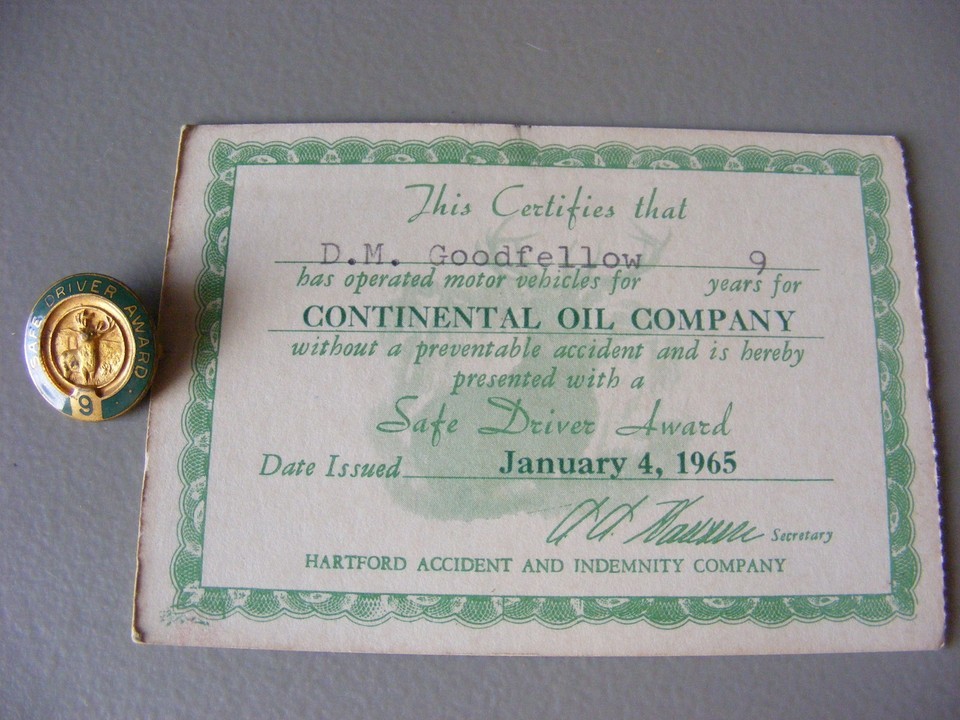 SAFE DRIVER AWARD
9
This Certifies that
D.M. Goodfellow 9
has operated motor vehicles for years for
CONTINENTAL OIL COMPANY
without a preventable accident and is hereby
presented with a
Safe Driver Award
Date Issued January 4, 1965
Secretary
HARTFORD ACCIDENT AND INDEMNITY COMPANY